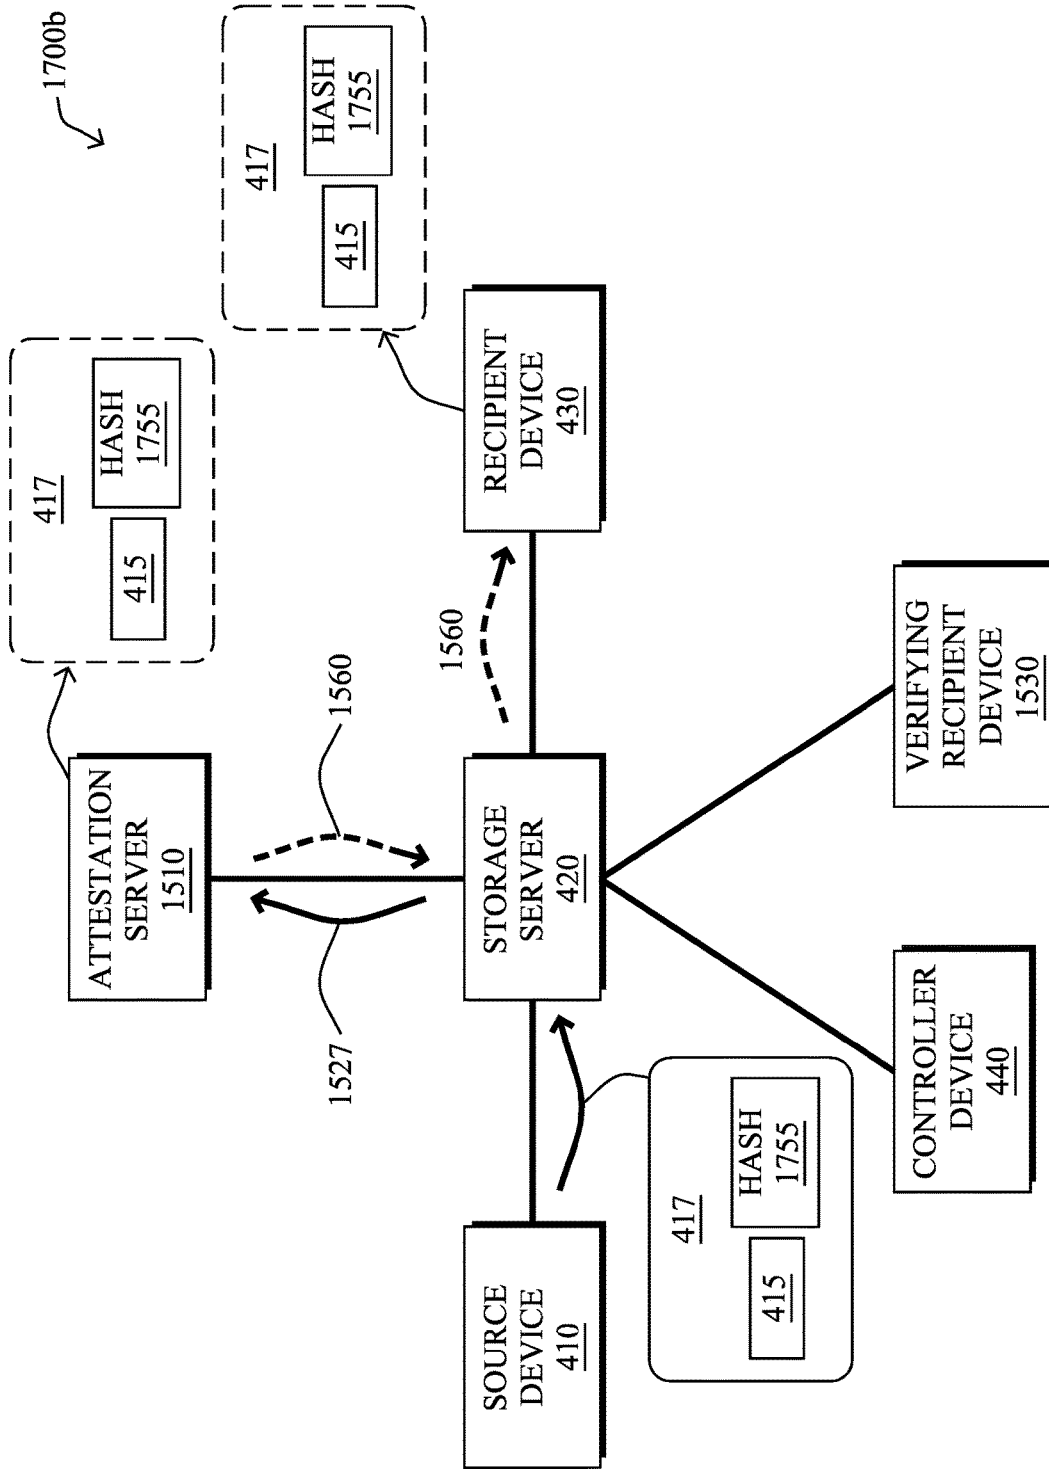 1700b
ATTESTATION
SERVER
1510
417
415
HASH
1755
1527
1560
SOURCE
DEVICE
410
STORAGE
SERVER
420
1560
RECIPIENT
DEVICE
430
417
415
HASH
1755
417
415
HASH
1755
CONTROLLER
DEVICE
440
VERIFYING
RECIPIENT
DEVICE
1530